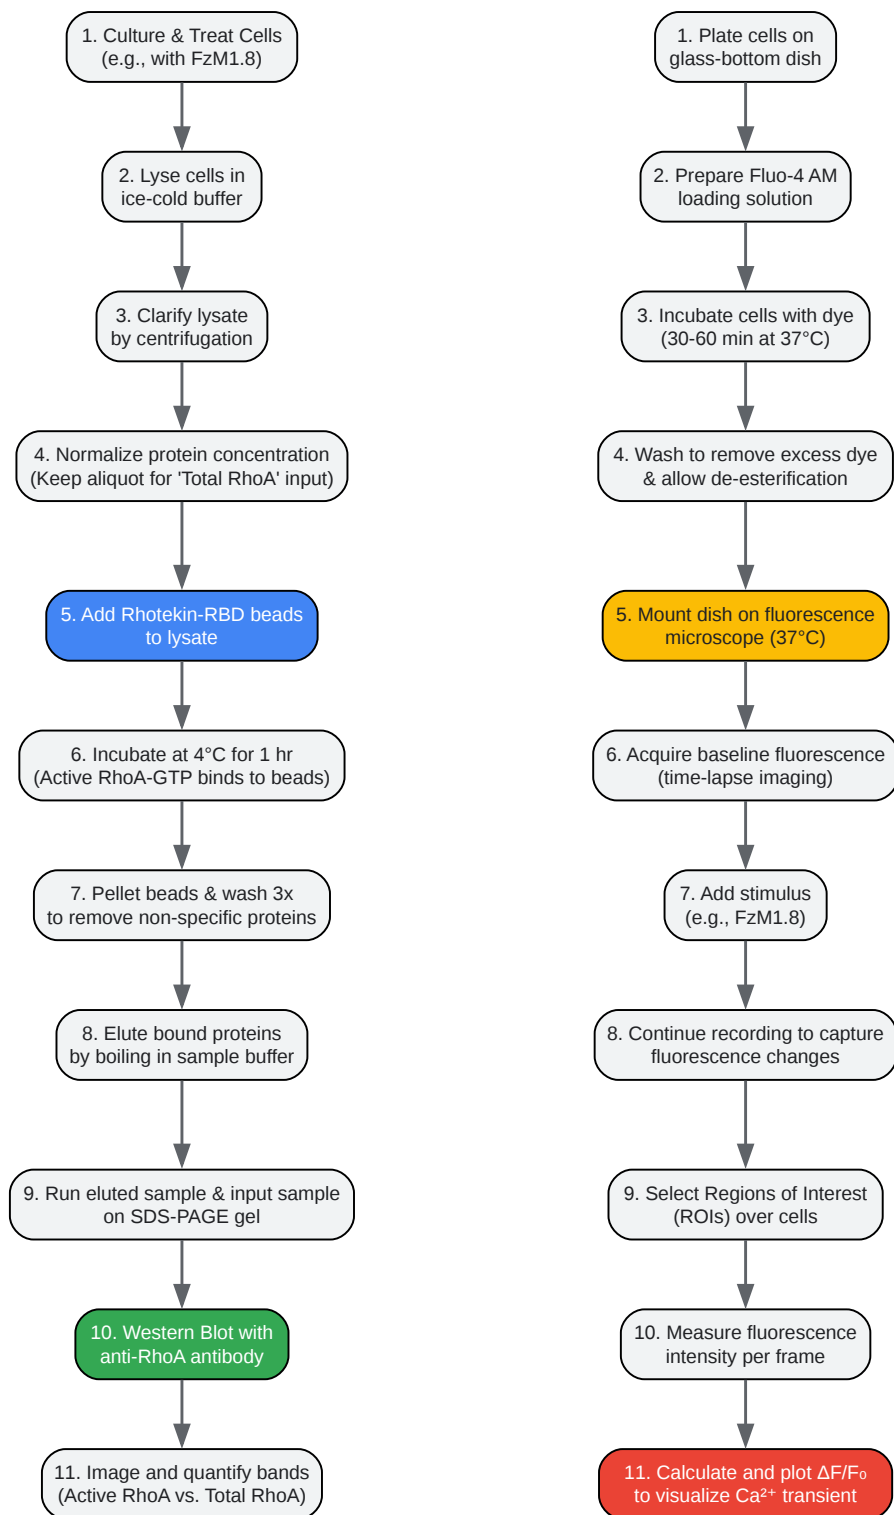 1. Culture & Treat Cells
(e.g., with FzM1.8)
2. Lyse cells in
ice-cold buffer
3. Clarify lysate
by centrifugation
4. Normalize protein concentration
(Keep aliquot for 'Total RhoA' input)
5. Add Rhotekin-RBD beads
to lysate
6. Incubate at 4°C for 1 hr
(Active RhoA-GTP binds to beads)
7. Pellet beads & wash 3x
to remove non-specific proteins
8. Elute bound proteins
by boiling in sample buffer
9. Run eluted sample & input sample
on SDS-PAGE gel
10. Western Blot with
anti-RhoA antibody
11. Image and quantify bands
(Active RhoA vs. Total RhoA)
1. Plate cells on
glass-bottom dish
2. Prepare Fluo-4 AM
loading solution
3. Incubate cells with dye
(30-60 min at 37°C)
4. Wash to remove excess dye
& allow de-esterification
5. Mount dish on fluorescence
microscope (37°C)
6. Acquire baseline fluorescence
(time-lapse imaging)
7. Add stimulus
(e.g., FzM1.8)
8. Continue recording to capture
fluorescence changes
9. Select Regions of Interest
(ROIs) over cells
10. Measure fluorescence
intensity per frame
11. Calculate and plot ΔF/F₀
to visualize Ca²⁺ transient